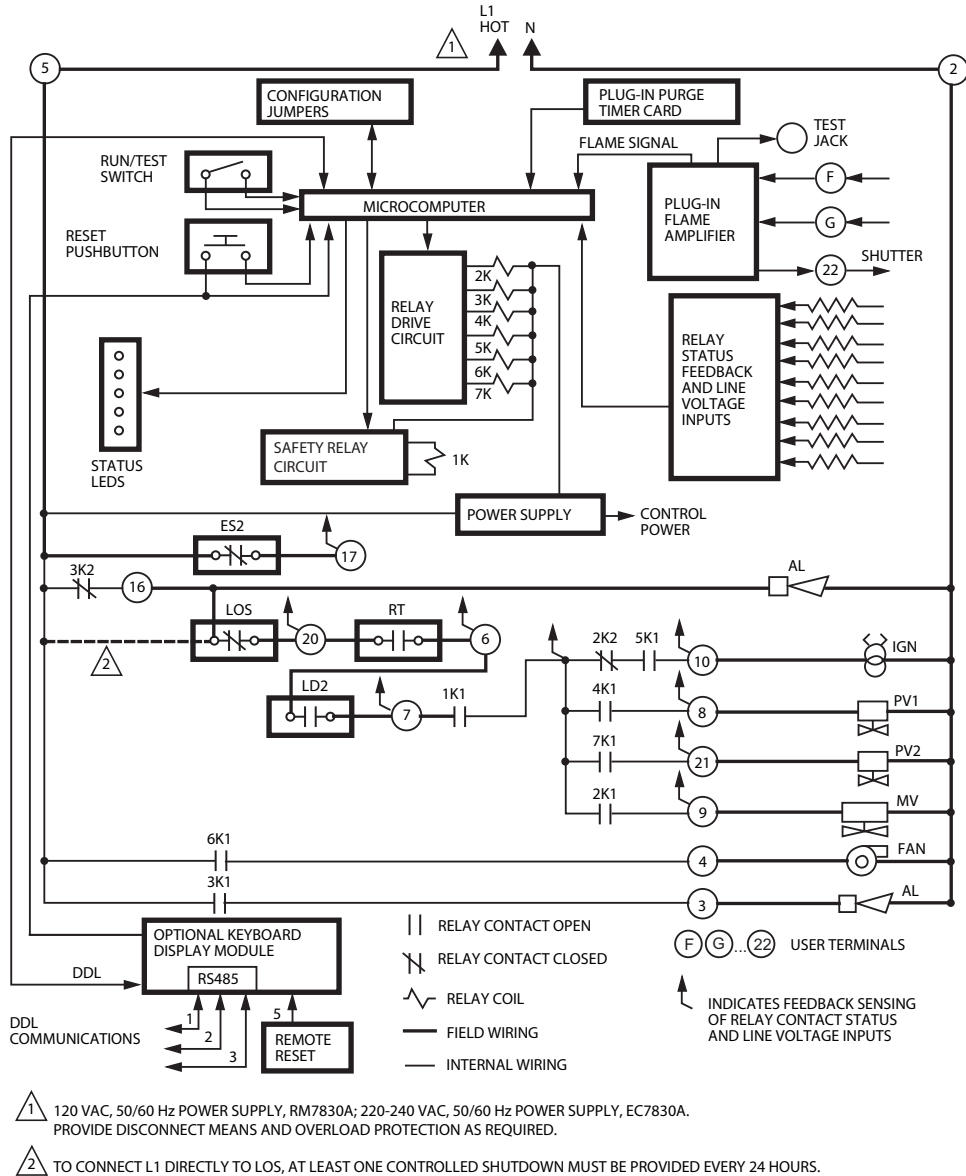 L1
HOT N
1
5
2
CONFIGURATION
JUMPERS
PLUG-IN PURGE
TIMER CARD
TEST
JACK
FLAME SIGNAL
RUN/TEST
SWITCH
MICROCOMPUTER
PLUG-IN
FLAME
AMPLIFIER
F
G
22
SHUTTER
RESET
PUSHBUTTON
RELAY
DRIVE
CIRCUIT
2K
3K
4K
5K
6K
7K
RELAY
STATUS
FEEDBACK
AND LINE
VOLTAGE
INPUTS
STATUS
LEDS
SAFETY RELAY
CIRCUIT
1K
POWER SUPPLY
CONTROL
POWER
ES2
17
3K2
16
AL
LOS
20
RT
6
2
LD2
7
1K1
2K2 5K1
10
IGN
4K1
8
PV1
7K1
21
PV2
2K1
9
MV
6K1
4
FAN
3K1
3
AL
OPTIONAL KEYBOARD
DISPLAY MODULE
RS485
DDL
DDL
COMMUNICATIONS
1
2
3
5
REMOTE
RESET
RELAY CONTACT OPEN
RELAY CONTACT CLOSED
RELAY COIL
FIELD WIRING
INTERNAL WIRING
F G ... 22 USER TERMINALS
INDICATES FEEDBACK SENSING
OF RELAY CONTACT STATUS
AND LINE VOLTAGE INPUTS
1 120 VAC, 50/60 Hz POWER SUPPLY, RM7830A; 220-240 VAC, 50/60 Hz POWER SUPPLY, EC7830A.
PROVIDE DISCONNECT MEANS AND OVERLOAD PROTECTION AS REQUIRED.
2 TO CONNECT L1 DIRECTLY TO LOS, AT LEAST ONE CONTROLLED SHUTDOWN MUST BE PROVIDED EVERY 24 HOURS.